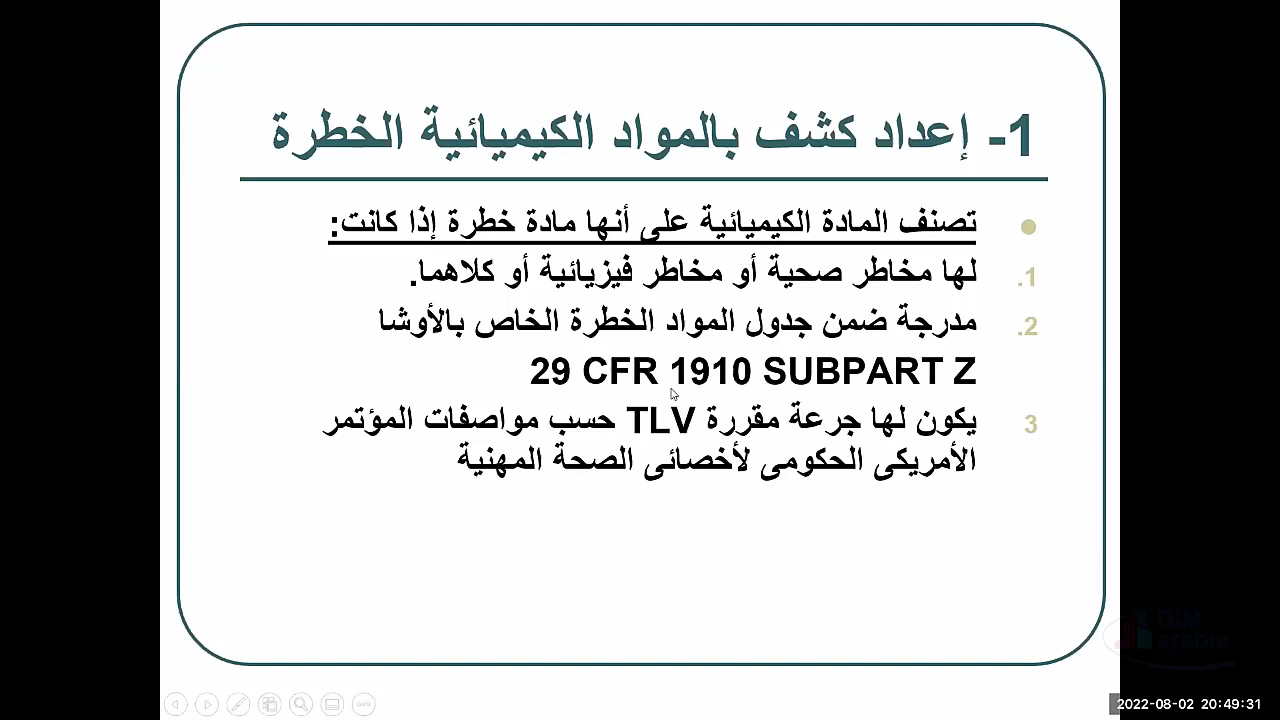 1- إعداد كشف بالمواد الكيميائية الخطرة
تصنف المادة الكيميائية على أنها مادة خطرة إذا كانت:
1. لها مخاطر صحية أو مخاطر فيزيائية أو كلاهما.
2. مدرجة ضمن جدول المواد الخطرة الخاص بالأوشا
29 CFR 1910 SUBPART Z
3 يكون لها جرعة مقررة TLV حسب مواصفات المؤتمر
الأمريكى الحكومى لأخصائى الصحة المهنية
2022-08-02 20:49:31